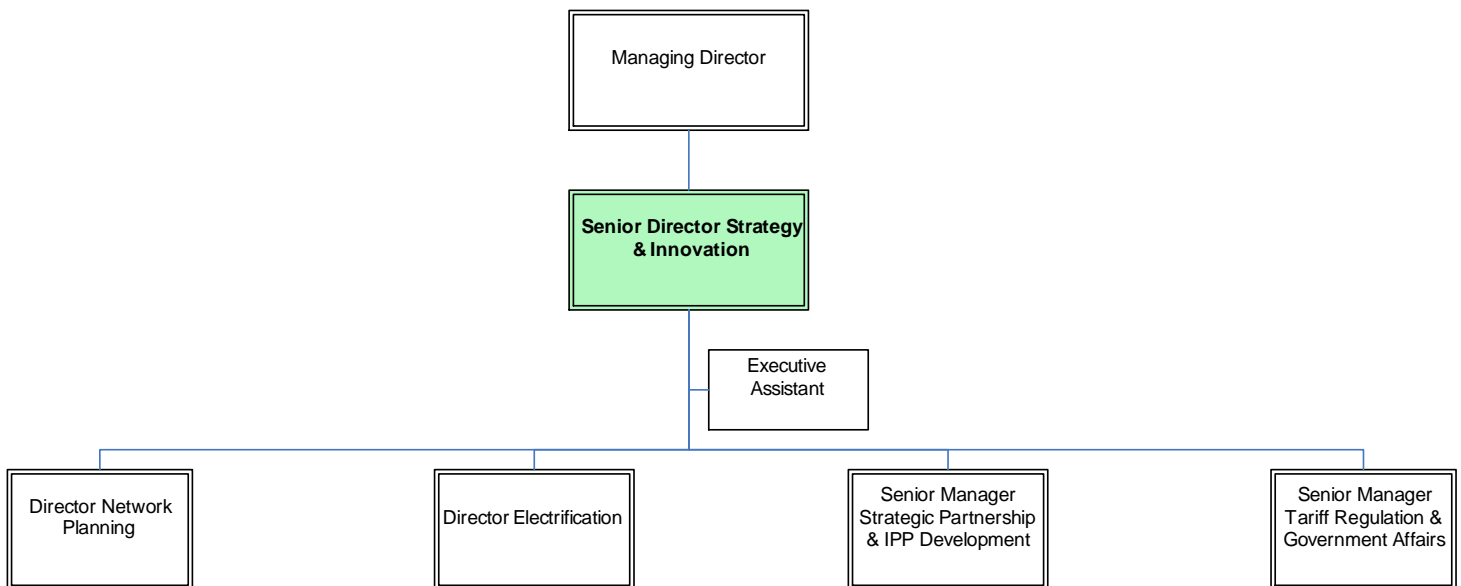 Managing Director
Senior Director Strategy
& Innovation
Executive
Assistant
Director Network
Planning
Director Electrification
Senior Manager
Strategic Partnership
& IPP Development
Senior Manager
Tariff Regulation &
Government Affairs